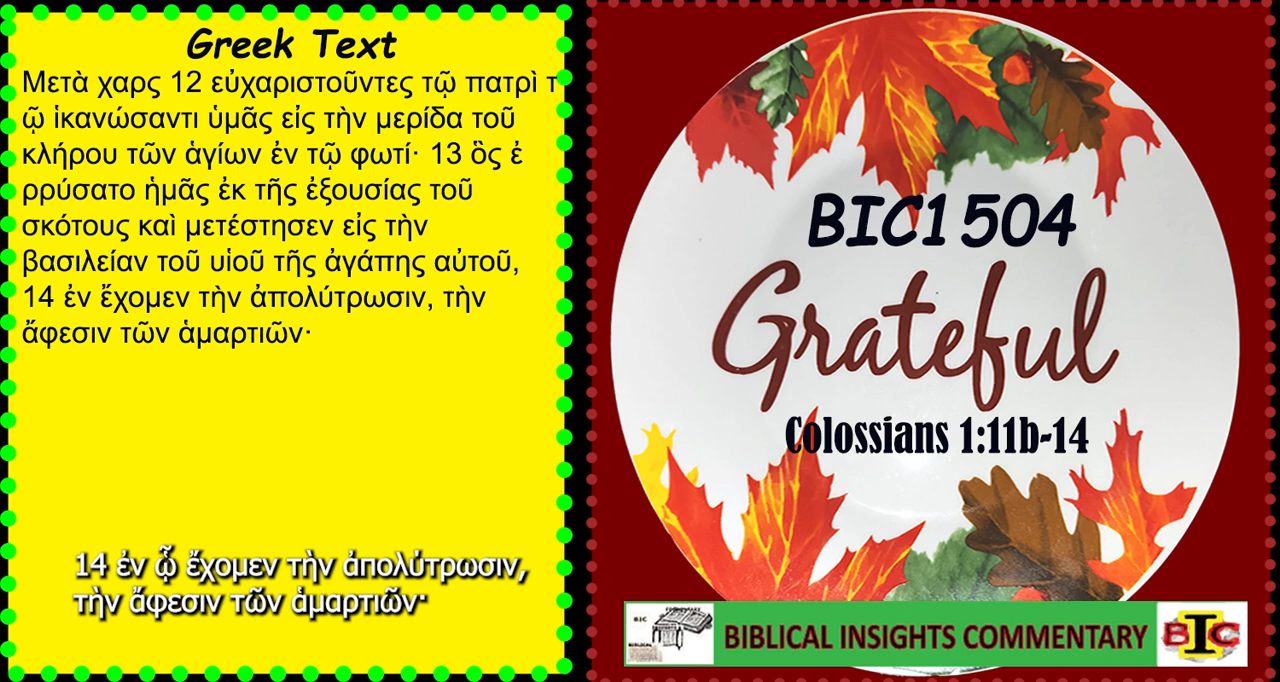 Greek Text
Μετὰ χαρς 12 εὐχαριστοῦντες τῷ πατρὶ τ
ῷ ἱκανώσαντι ὑμᾶς εἰς τὴν μερίδα τοῦ
κλήρου τῶν ἁγίων ἐν τῷ φωτί· 13 ὃς ἐ
ρρύσατο ἡμᾶς ἐκ τῆς ἐξουσίας τοῦ
σκότους καὶ μετέστησεν εἰς τὴν
βασιλείαν τοῦ υἱοῦ τῆς ἀγάπης αὐτοῦ,
14 ἐν ἔχομεν τὴν ἀπολύτρωσιν, τὴν
ἄφεσιν τῶν ἁμαρτιῶν·
14 ἐν ᾧ ἔχομεν τὴν ἀπολύτρωσιν,
τὴν ἄφεσιν τῶν ἁμαρτιῶν·
BIC1504
Grateful
Colossians 1:11b-14
BIC
BIBLICAL INSIGHTS COMMENTARY
BIC